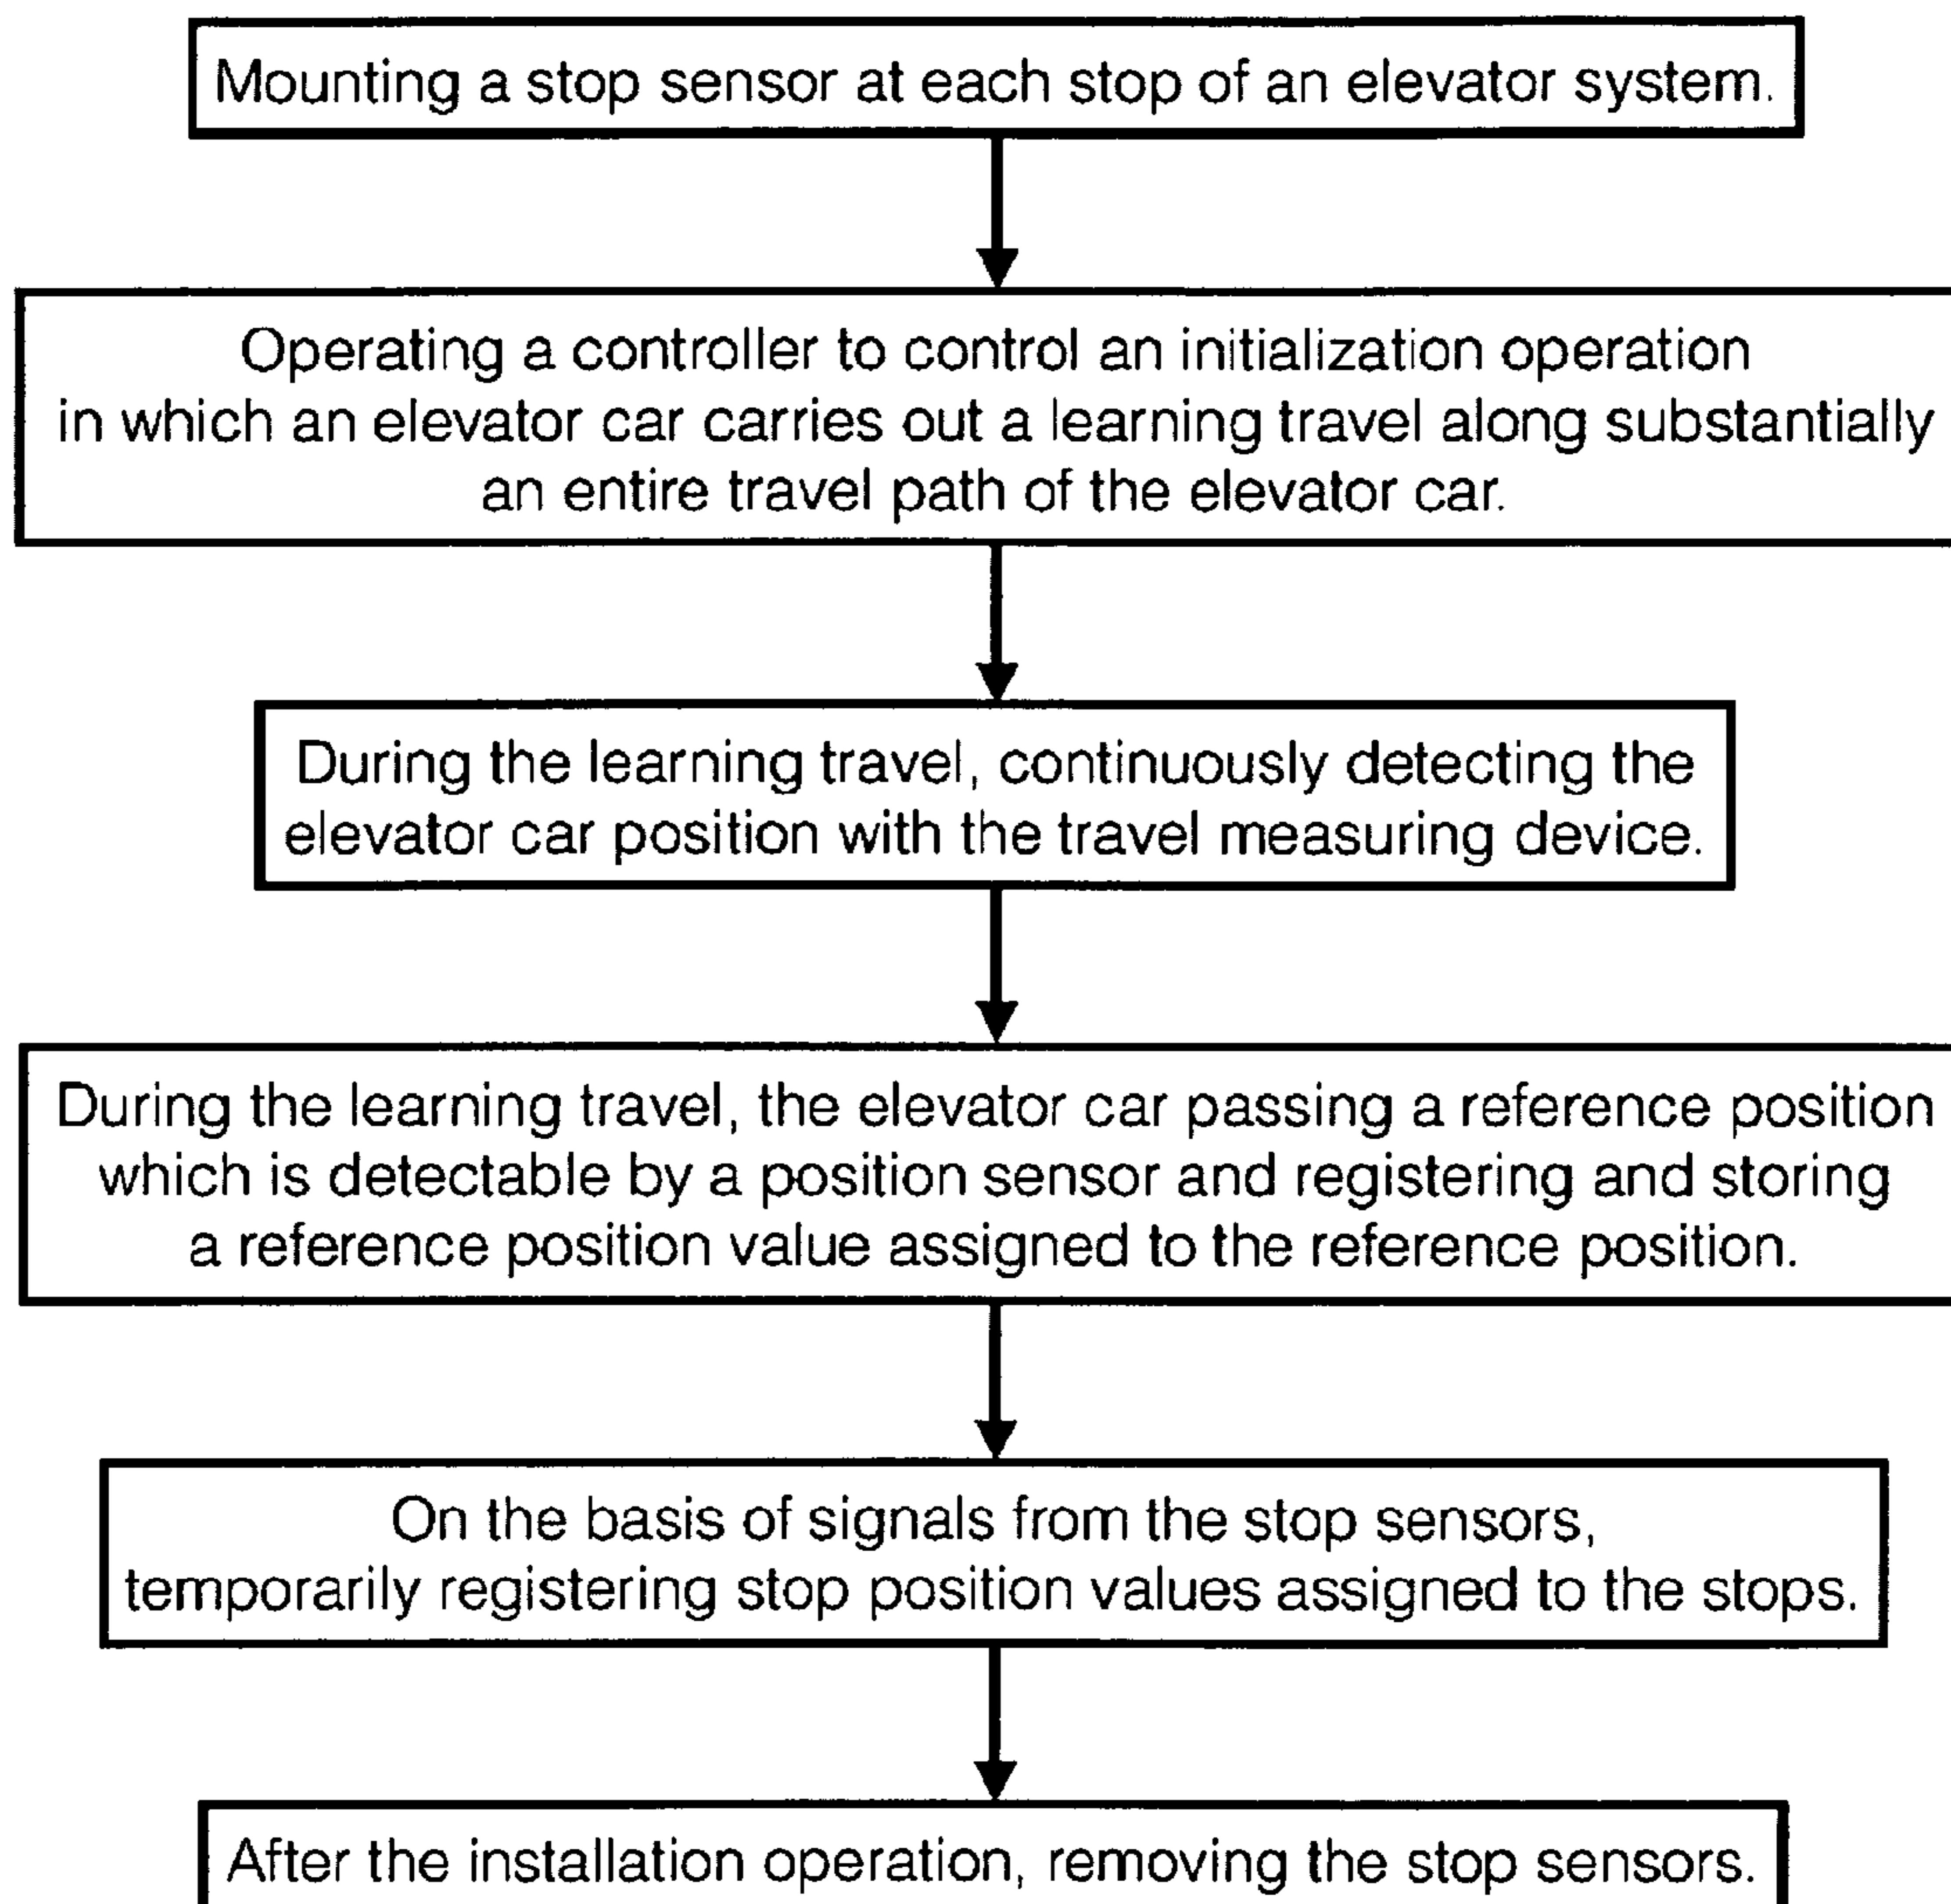 Mounting a stop sensor at each stop of an elevator system.
Operating a controller to control an initialization operation
in which an elevator car carries out a learning travel along substantially
an entire travel path of the elevator car.
During the learning travel, continuously detecting the
elevator car position with the travel measuring device.
During the learning travel, the elevator car passing a reference position
which is detectable by a position sensor and registering and storing
a reference position value assigned to the reference position.
On the basis of signals from the stop sensors,
temporarily registering stop position values assigned to the stops.
After the installation operation, removing the stop sensors.